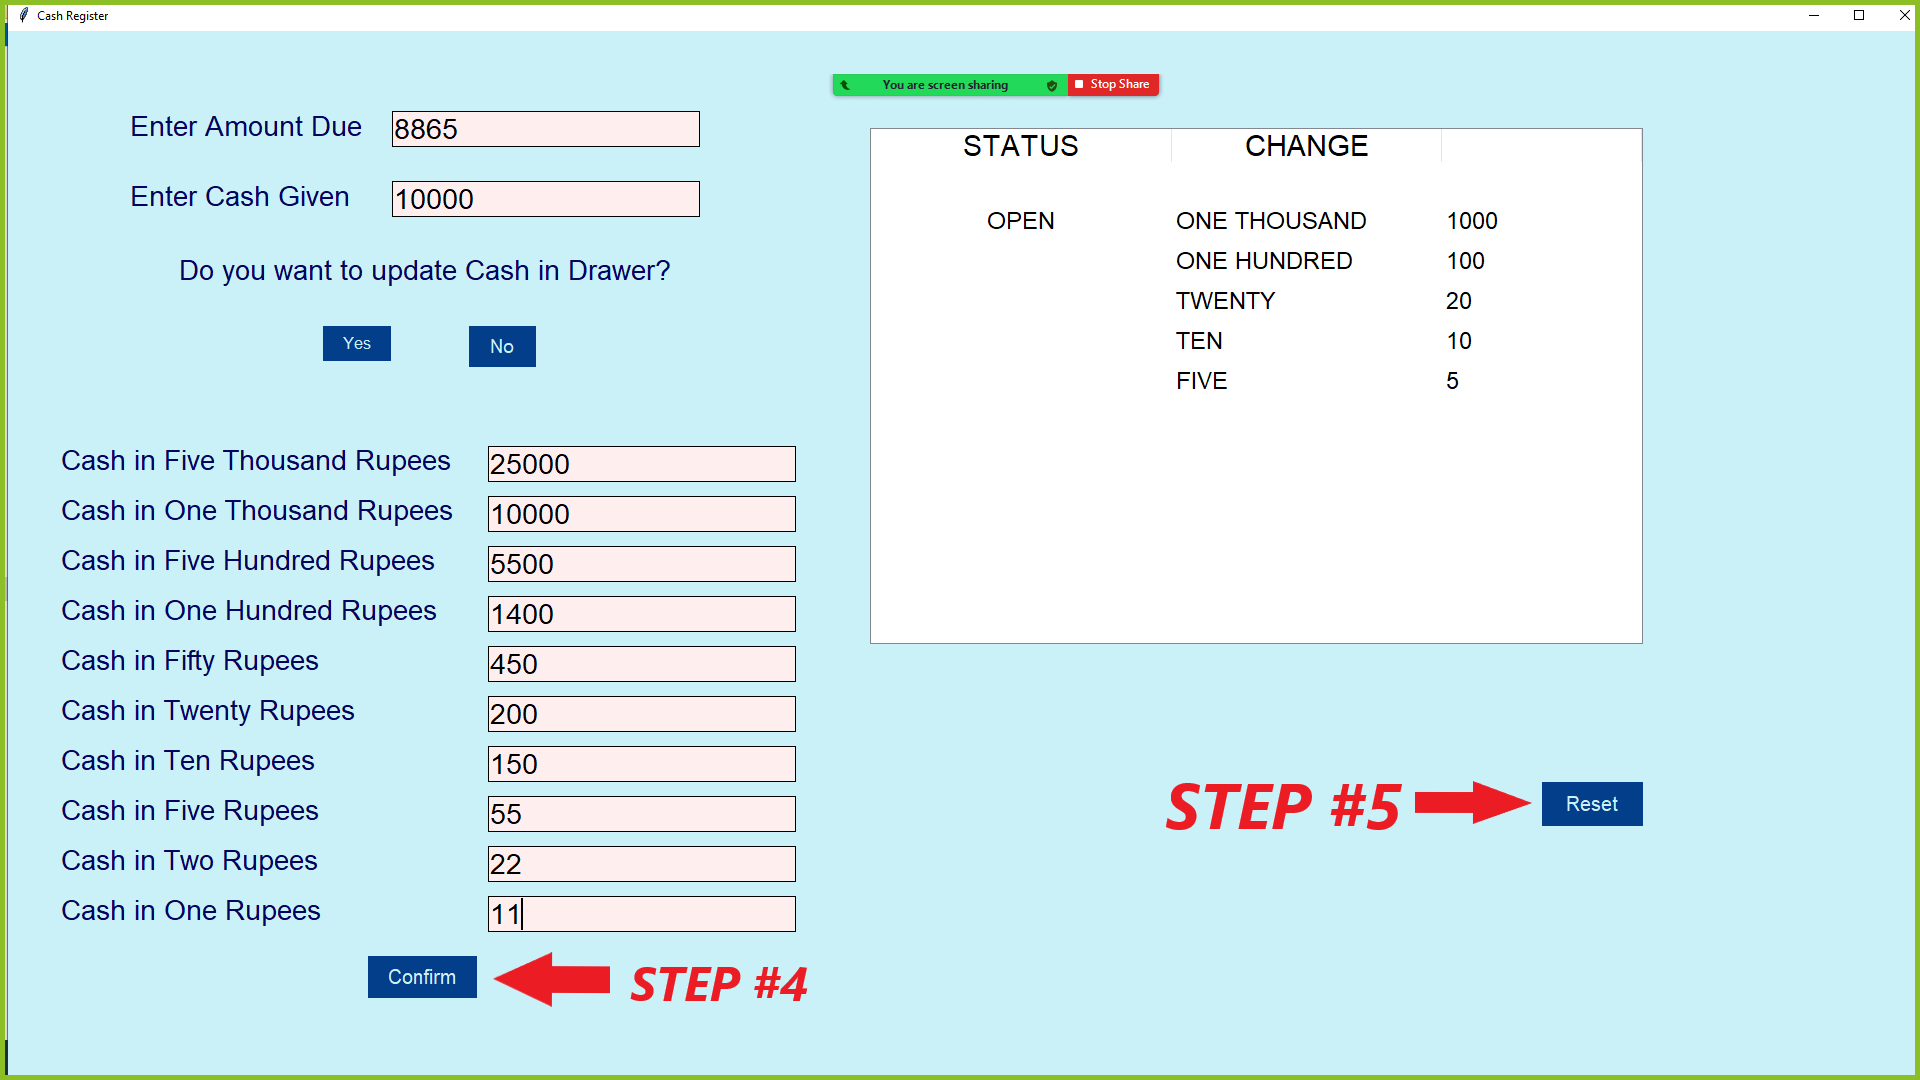 Cash Register
You are screen sharing
Stop Share
Enter Amount Due 8865
Enter Cash Given 10000
Do you want to update Cash in Drawer?
Yes No
Cash in Five Thousand Rupees 25000
Cash in One Thousand Rupees 10000
Cash in Five Hundred Rupees 5500
Cash in One Hundred Rupees 1400
Cash in Fifty Rupees 450
Cash in Twenty Rupees 200
Cash in Ten Rupees 150
Cash in Five Rupees 55
Cash in Two Rupees 22
Cash in One Rupees 11
Confirm STEP #4
STATUS CHANGE
OPEN ONE THOUSAND 1000
ONE HUNDRED 100
TWENTY 20
TEN 10
FIVE 5
STEP #5 Reset